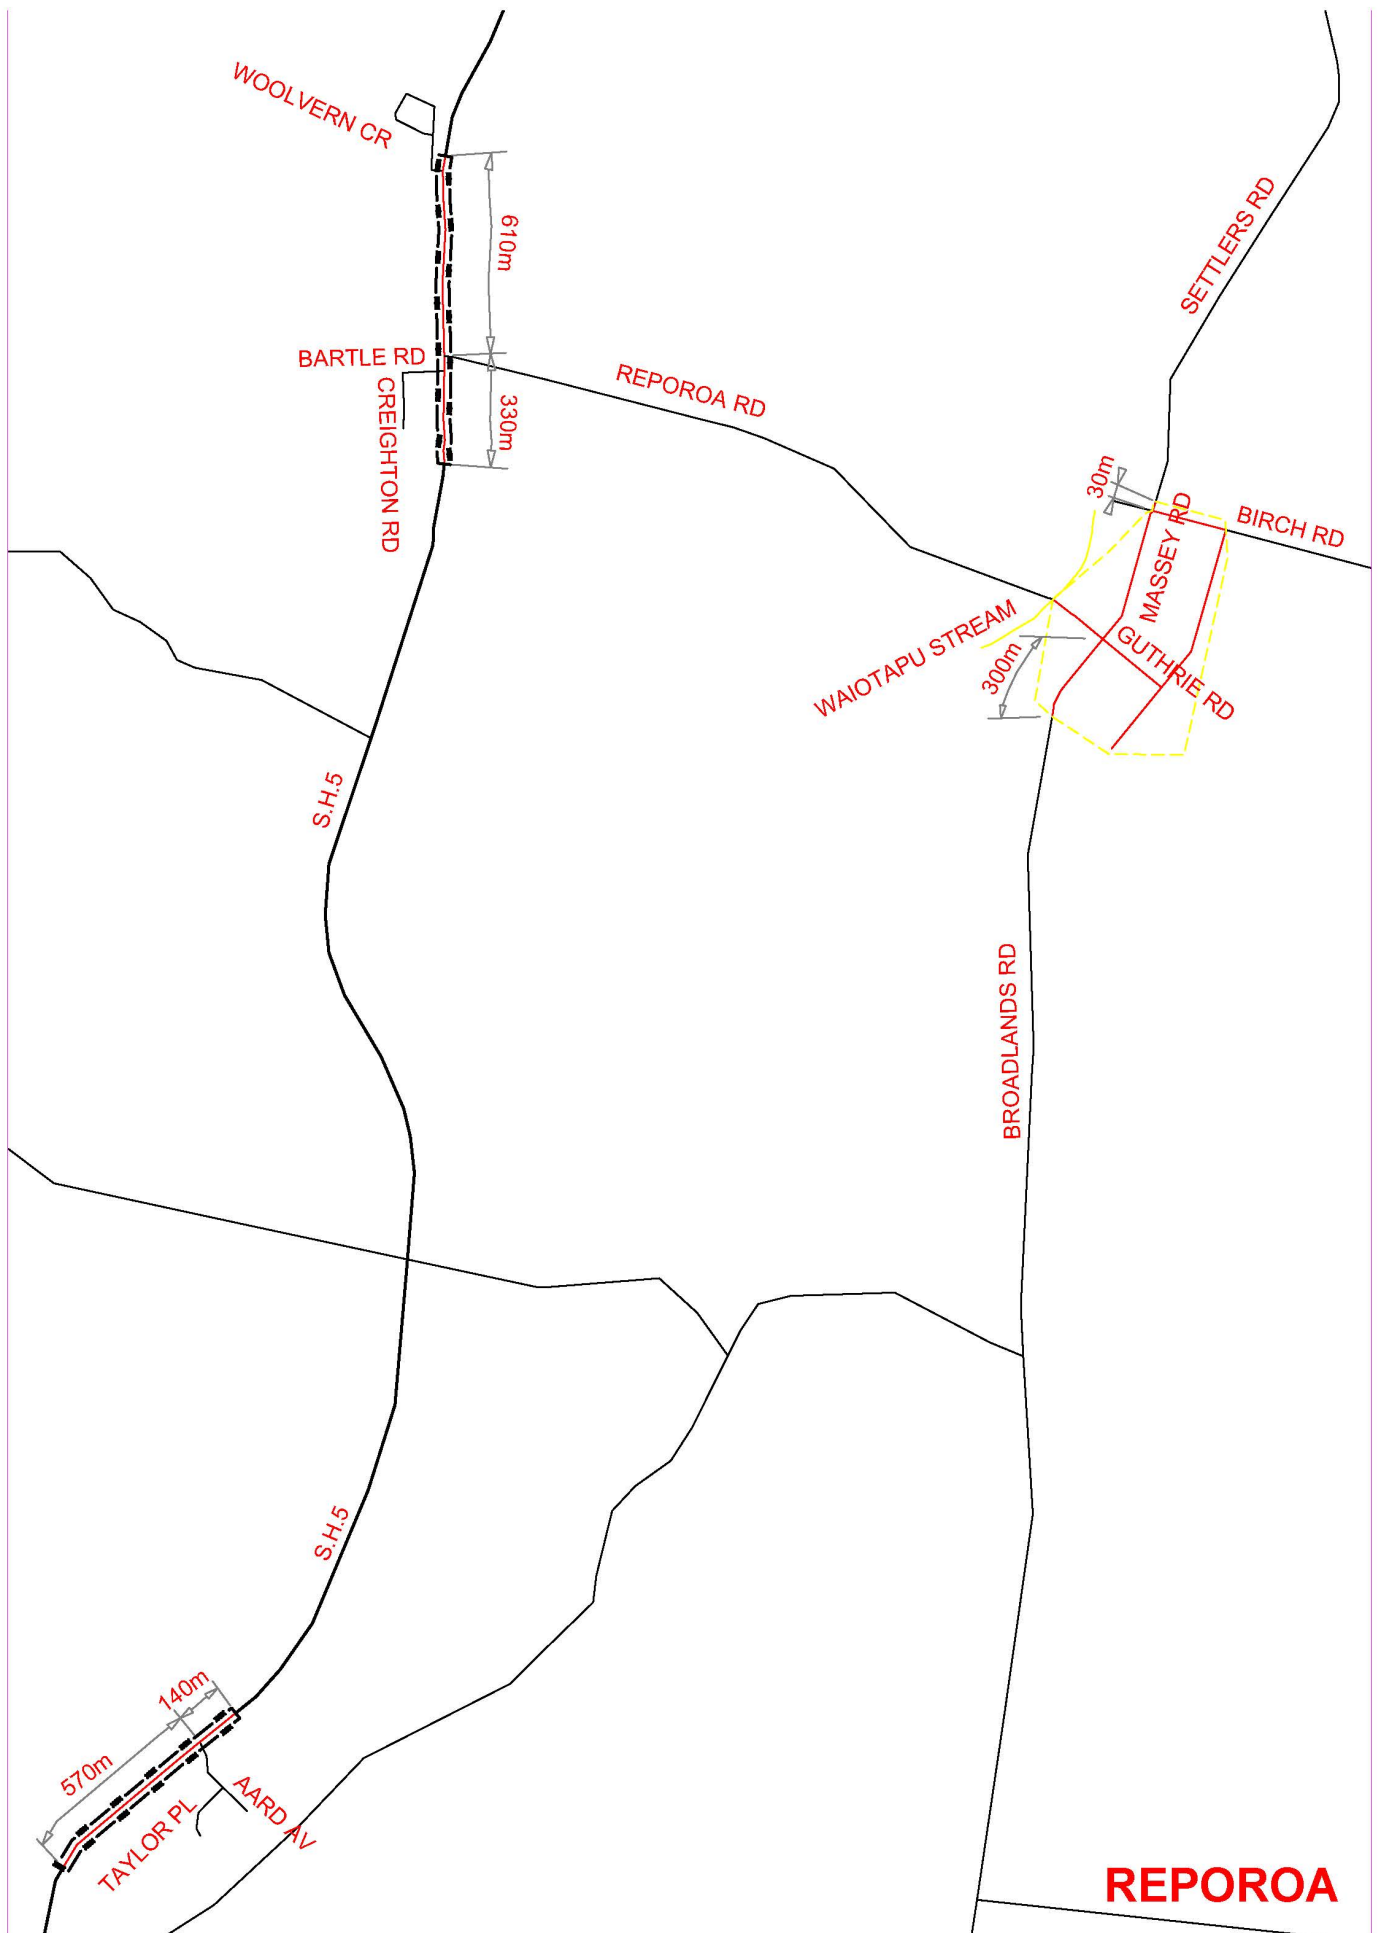 WOOLVERN CR
SETTLERS RD
610m
BARTLE RD
REPOROA RD
CREIGHTON RD
330m
30m
BIRCH RD
MASSEY RD
WAIOTAPU STREAM
GUTHRIE RD
300m
S.H.5
BROADLANDS RD
S.H.5
140m
570m
AARD AV
TAYLOR PL
REPOROA